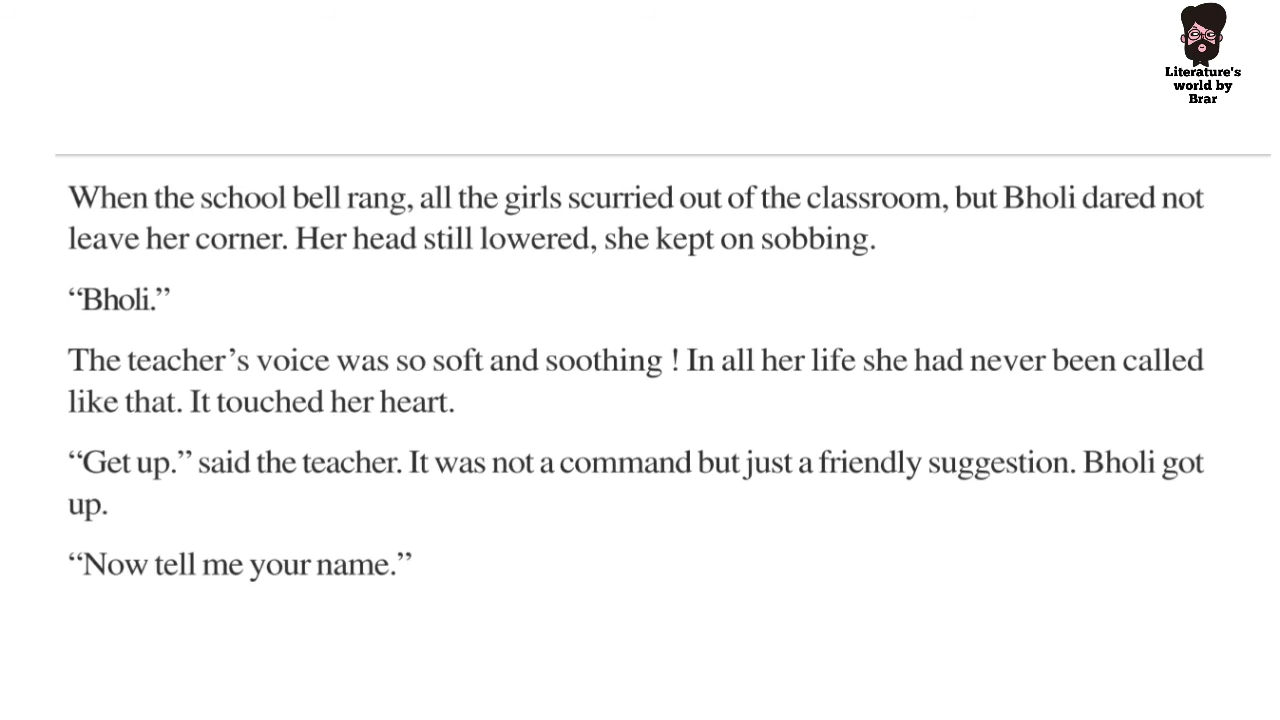 Literature's
world by
Brar
When the school bell rang, all the girls scurried out of the classroom, but Bholi dared not
leave her corner. Her head still lowered, she kept on sobbing.
“Bholi.”
The teacher’s voice was so soft and soothing ! In all her life she had never been called
like that. It touched her heart.
“Get up.” said the teacher. It was not a command but just a friendly suggestion. Bholi got
up.
“Now tell me your name.”